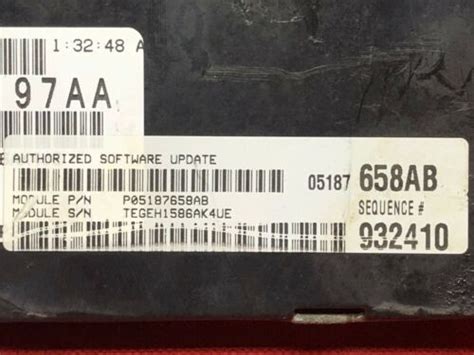 1:32:48 A
97AA
AUTHORIZED SOFTWARE UPDATE
05187 658AB
MODULE P/N P05187658AB
MODULE S/N TEGEH1586AK4UE
SEQUENCE #
932410